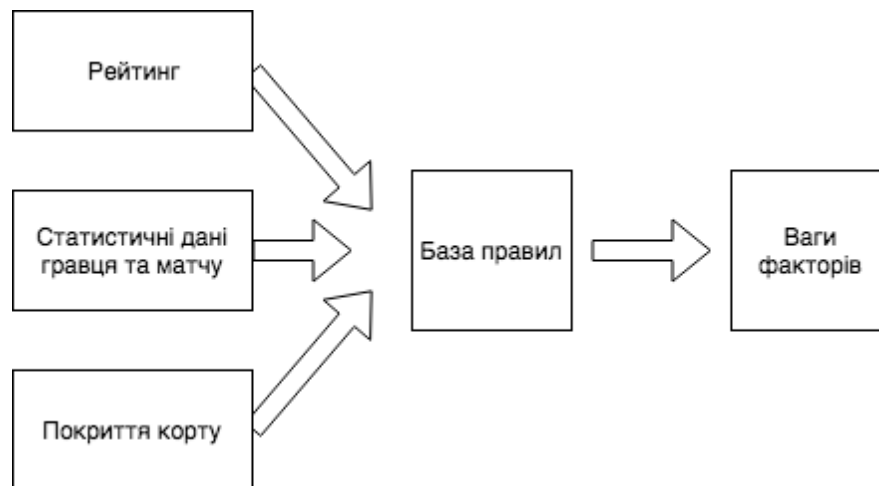 Рейтинг
Статистичні дані
гравця та матчу
Покриття корту
База правил
Ваги
факторів